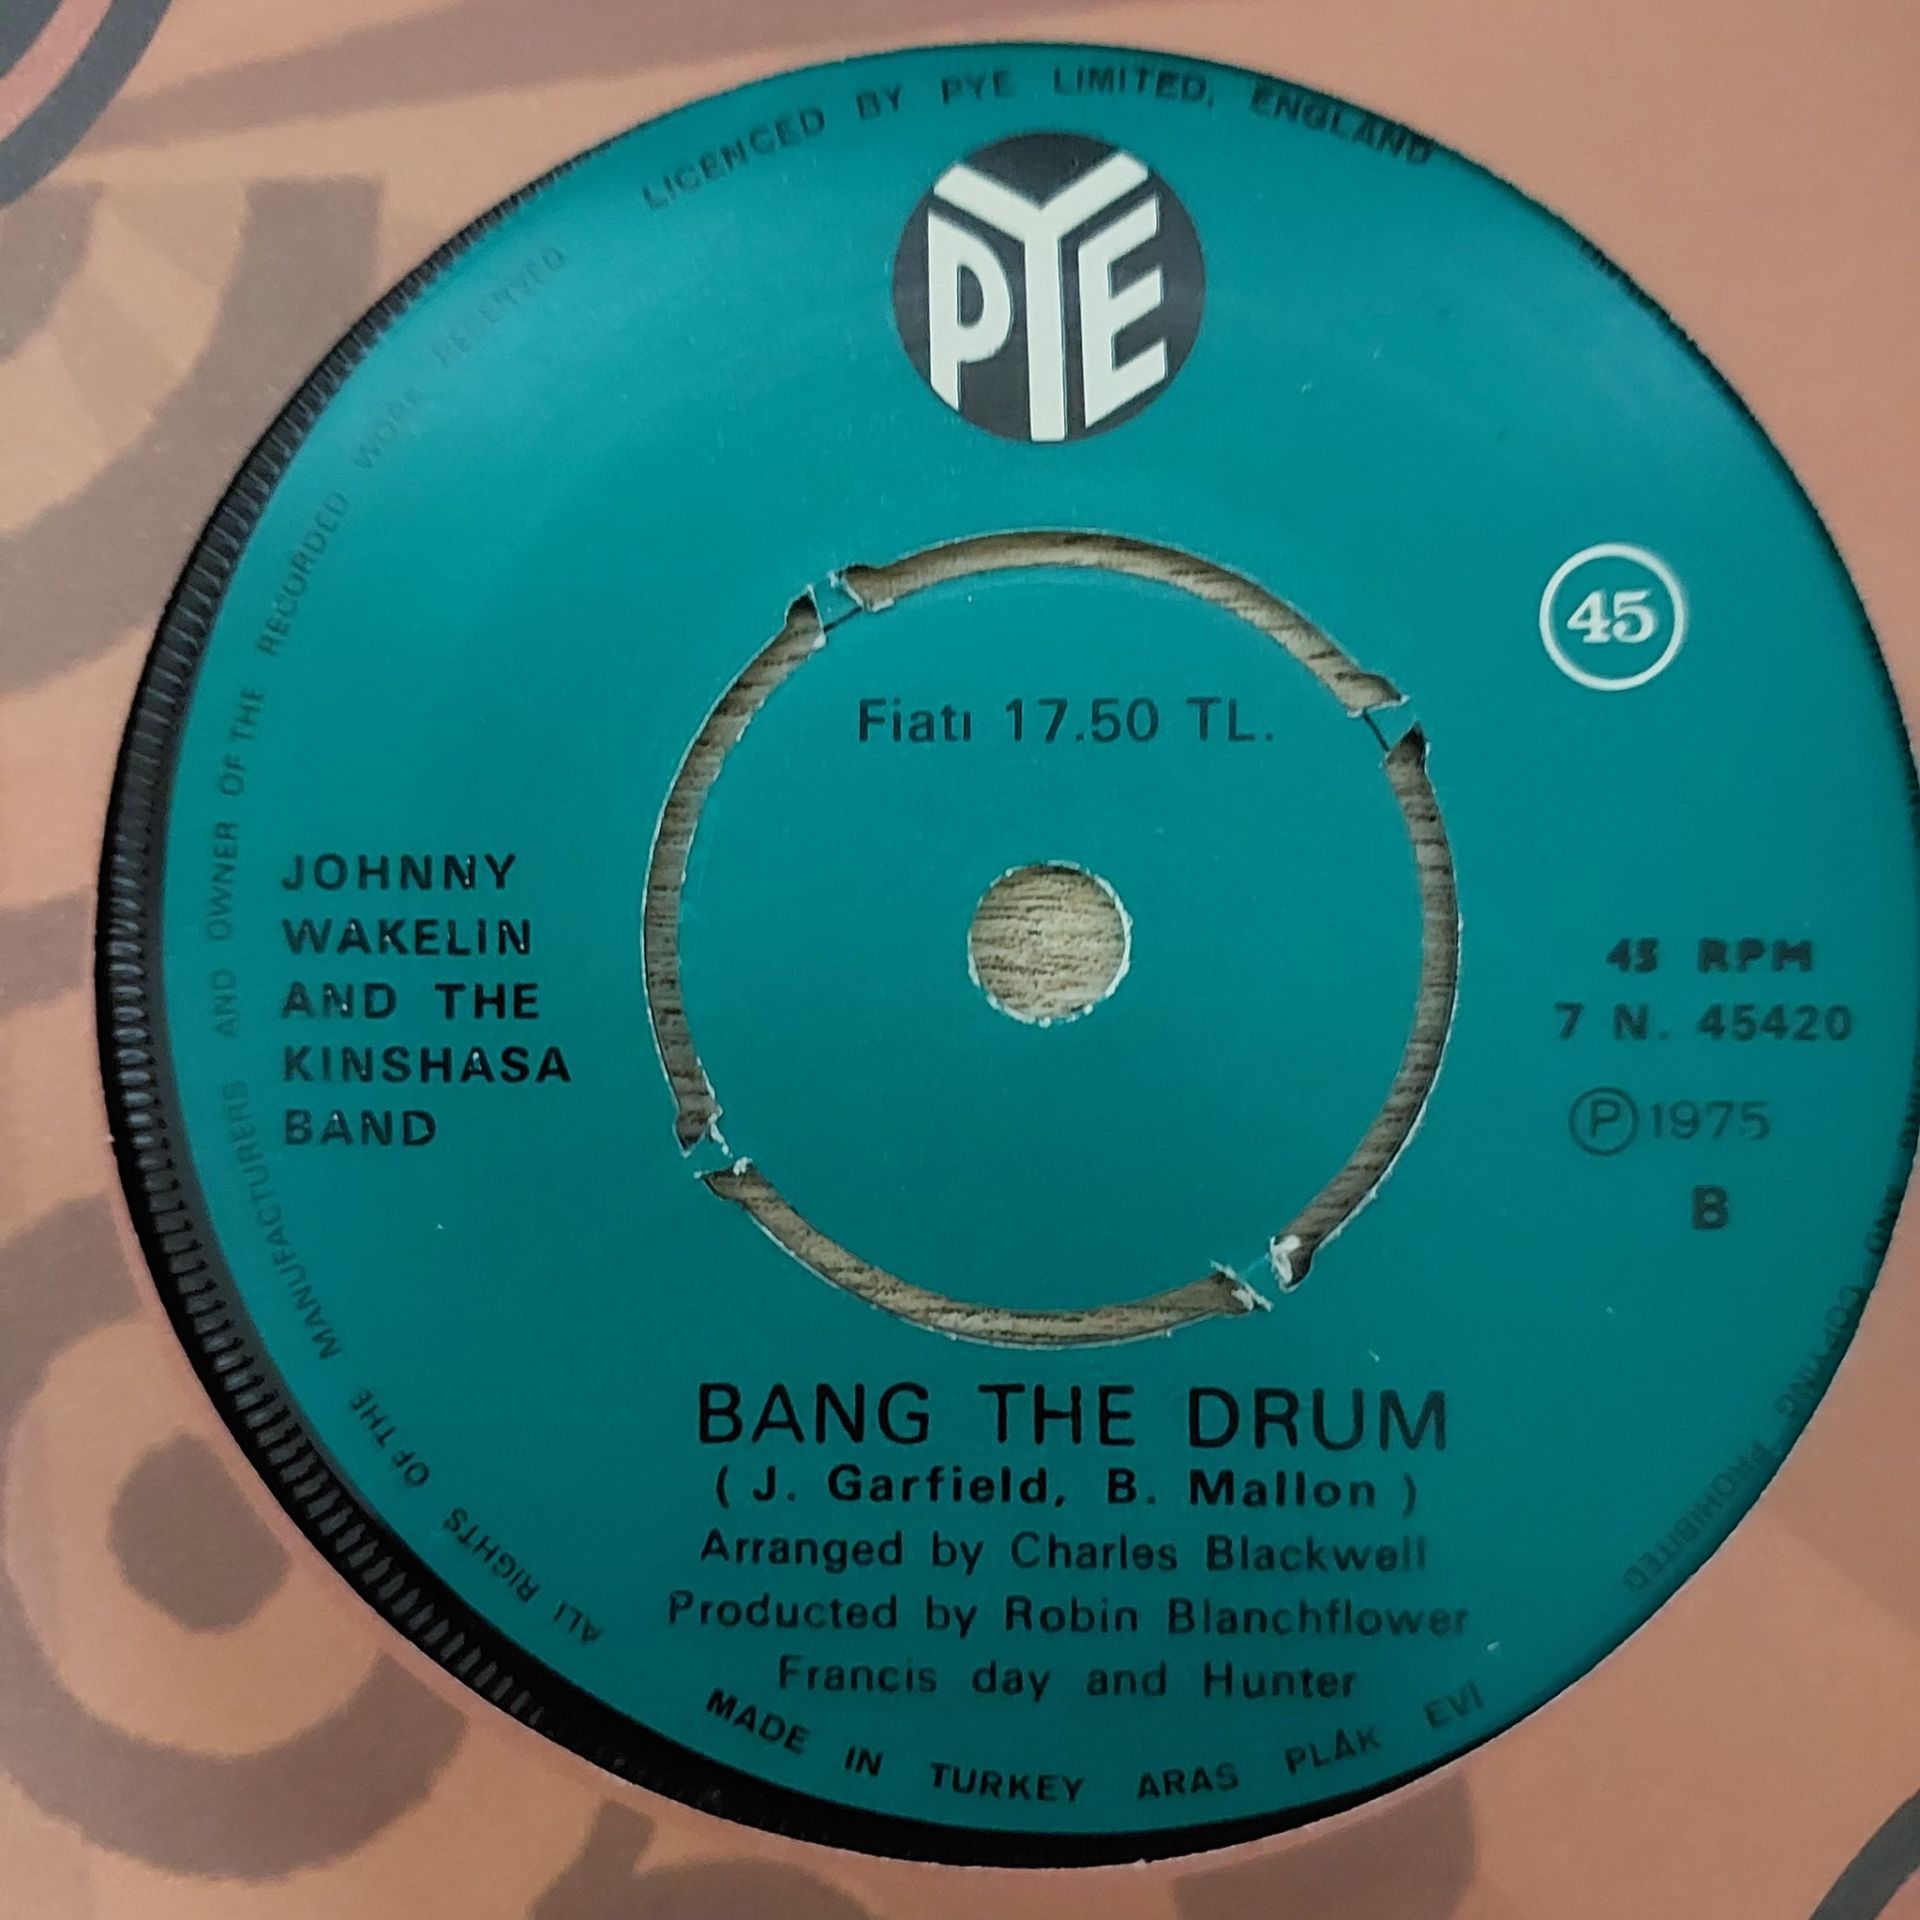 LICENCED BY PYE LIMITED, ENGLAND
PYE
45
Fiatı 17.50 TL.
JOHNNY
WAKELIN
AND THE
KINSHASA
BAND
45 RPM
7 N. 45420
Ⓟ1975
B
BANG THE DRUM
( J. Garfield, B. Mallon )
Arranged by Charles Blackwell
Produced by Robin Blanchflower
Francis day and Hunter
MADE IN TURKEY ARAS PLÂK EVI
ALL RIGHTS OF THE MANUFACTURERS AND OWNER OF THE RECORDED WORK RESERVED
COPYING PROHIBITED